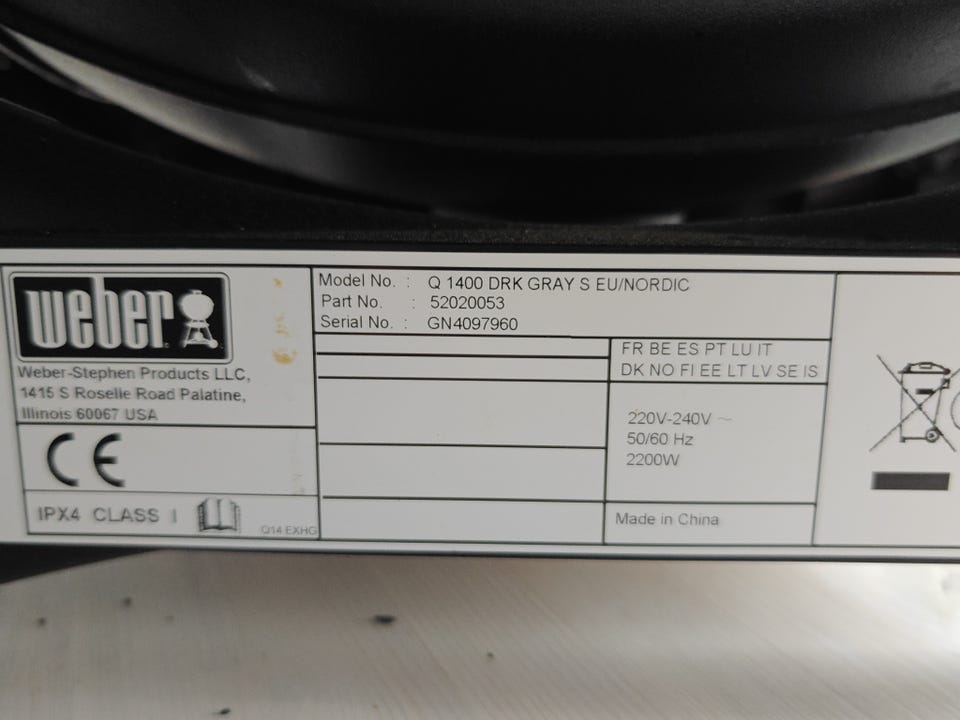 weber
Weber-Stephen Products LLC,
1415 S Roselle Road Palatine,
Illinois 60067 USA
CE
IPX4 CLASS I
Q14 EXHG
Model No. : Q 1400 DRK GRAY S EU/NORDIC
Part No. : 52020053
Serial No. : GN4097960
FR BE ES PT LU IT
DK NO FI EE LT LV SE IS
220V-240V ~
50/60 Hz
2200W
Made in China